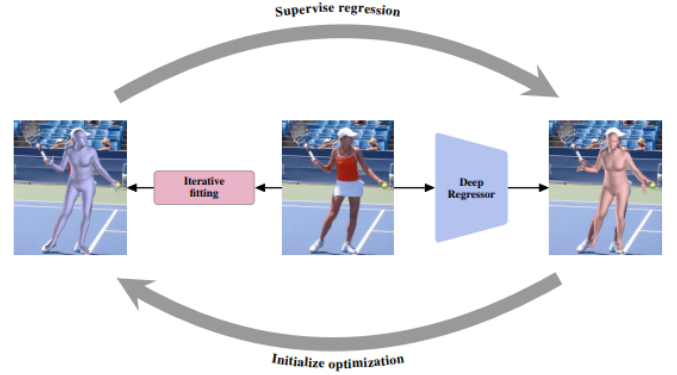 Supervise regression
Iterative
fitting
Deep
Regressor
Initialize optimization